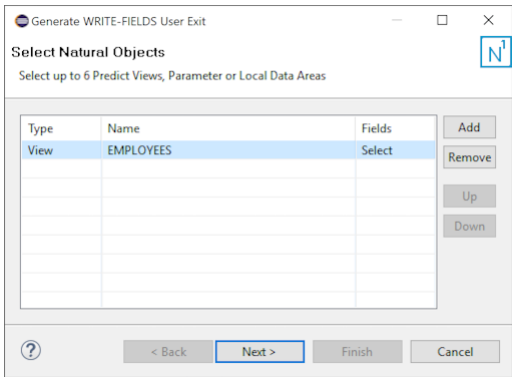 Generate WRITE-FIELDS User Exit
Select Natural Objects
N1
Select up to 6 Predict Views, Parameter or Local Data Areas
Type Name Fields Add
View EMPLOYEES Select Remove
Up
Down
? < Back Next > Finish Cancel